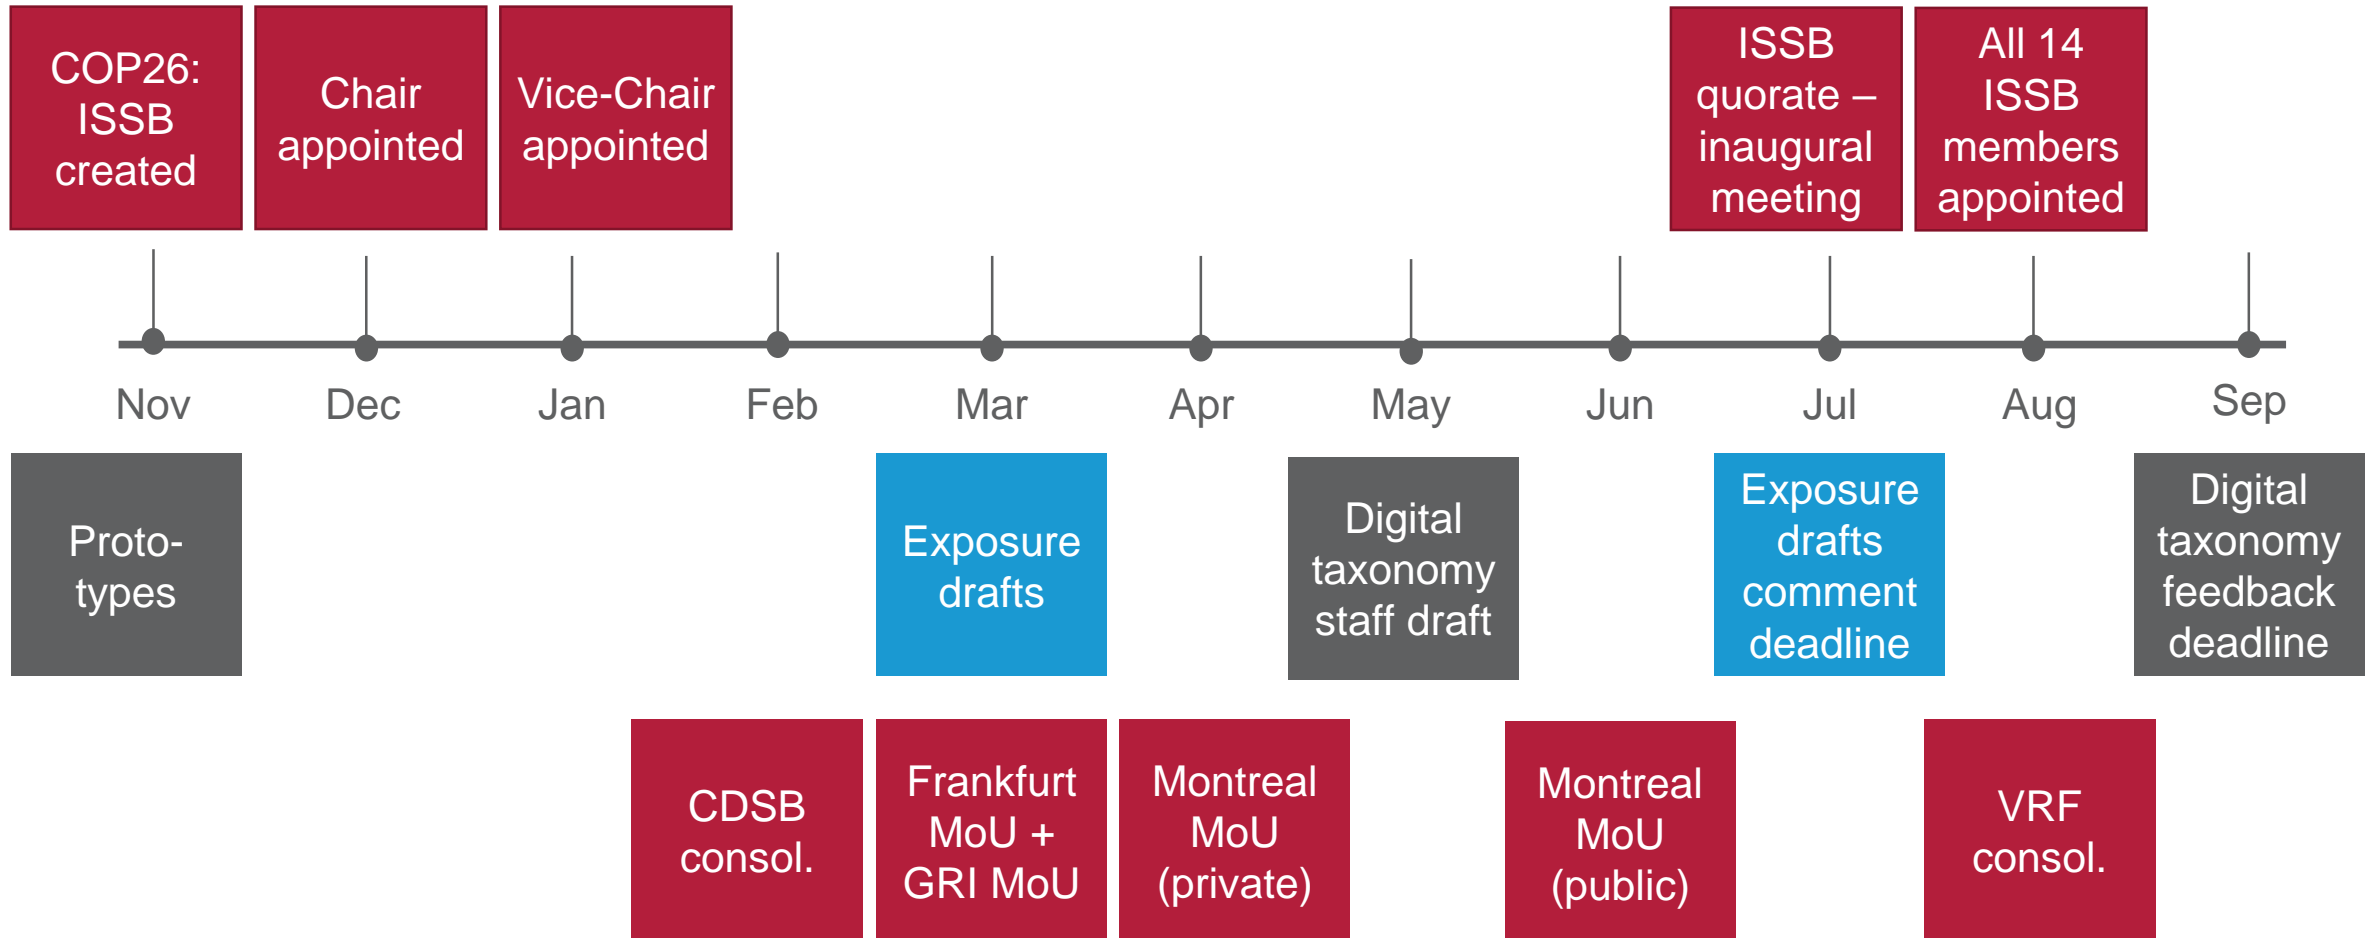 COP26:
ISSB
created
Chair
appointed
Vice-Chair
appointed
ISSB
quorate –
inaugural
meeting
All 14
ISSB
members
appointed
Nov
Dec
Jan
Feb
Mar
Apr
May
Jun
Jul
Aug
Sep
Proto-
types
Exposure
drafts
Digital
taxonomy
staff draft
Exposure
drafts
comment
deadline
Digital
taxonomy
feedback
deadline
CDSB
consol.
Frankfurt
MoU +
GRI MoU
Montreal
MoU
(private)
Montreal
MoU
(public)
VRF
consol.